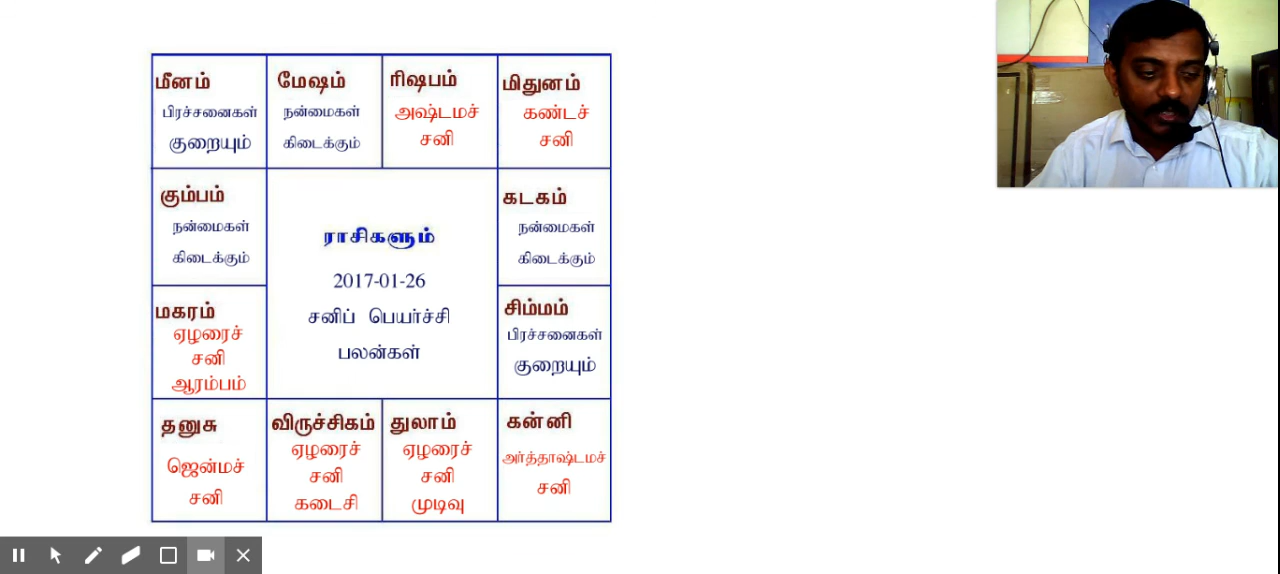 மீனம்
பிரச்சனைகள்
குறையும்
மேஷம்
நன்மைகள்
கிடைக்கும்
ரிஷபம்
அஷ்டமச்
சனி
மிதுனம்
கண்டச்
சனி
கும்பம்
நன்மைகள்
கிடைக்கும்
ராசிகளும்
2017-01-26
சனிப் பெயர்ச்சி
பலன்கள்
கடகம்
நன்மைகள்
கிடைக்கும்
மகரம்
ஏழரைச்
சனி
ஆரம்பம்
சிம்மம்
பிரச்சனைகள்
குறையும்
தனுசு
ஜென்மச்
சனி
விருச்சிகம்
ஏழரைச்
சனி
கடைசி
துலாம்
ஏழரைச்
சனி
முடிவு
கன்னி
அர்த்தாஷ்டமச்
சனி